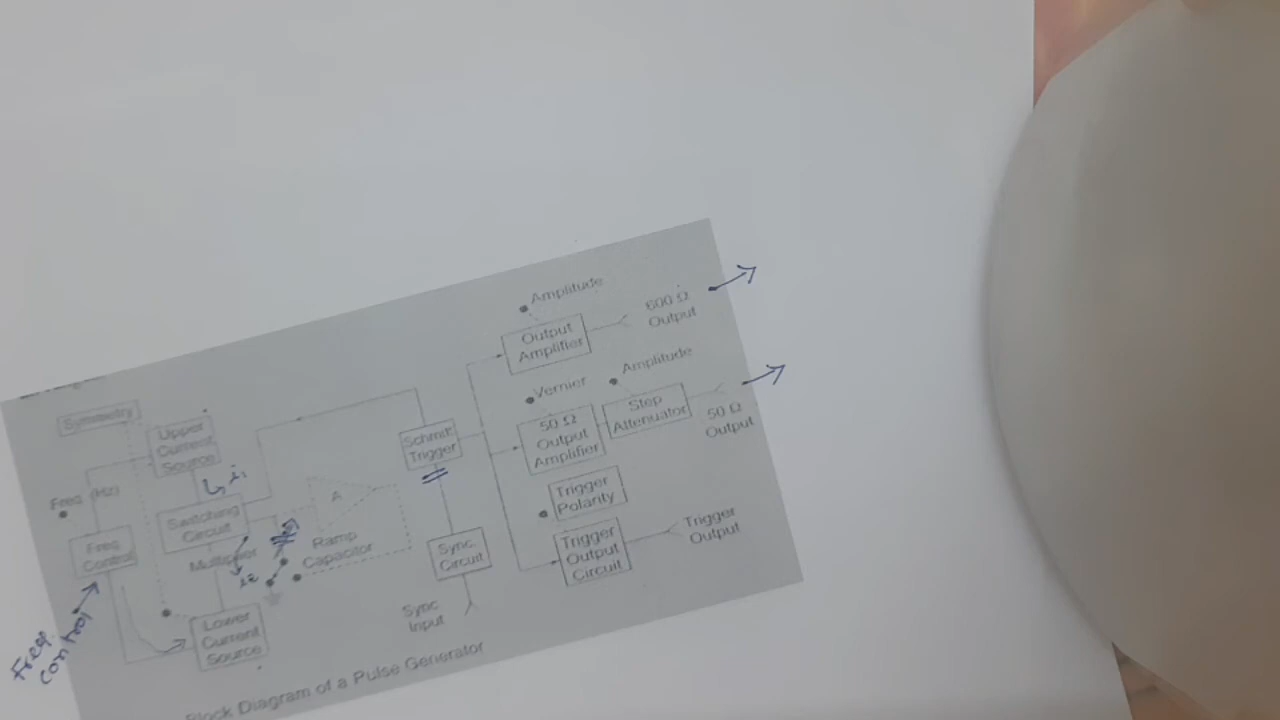 Amplitude
600 Ω
Output
Output
Amplifier
Amplitude
Vernier
Step
Attenuator
50 Ω
Output
50 Ω
Output
Amplifier
Symmetry
Upper
Current
Source
Schmitt
Trigger
i1
A
Freq (Hz)
Switching
Circuit
Trigger
Polarity
Freq
Control
Multiplier
i2
Ramp
Capacitor
Sync
Circuit
Trigger
Output
Circuit
Trigger
Output
Freq
control
Lower
Current
Source
Sync
Input
Block Diagram of a Pulse Generator